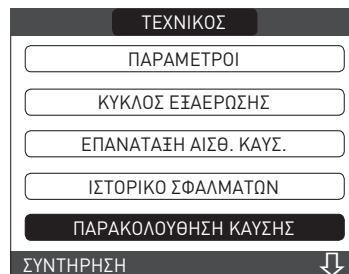 ΤΕΧΝΙΚΟΣ
ΠΑΡΑΜΕΤΡΟΙ
ΚΥΚΛΟΣ ΕΞΑΕΡΩΣΗΣ
ΕΠΑΝΑΤΑΞΗ ΑΙΣΘ. ΚΑΥΣ.
ΙΣΤΟΡΙΚΟ ΣΦΑΛΜΑΤΩΝ
ΠΑΡΑΚΟΛΟΥΘΗΣΗ ΚΑΥΣΗΣ
ΣΥΝΤΗΡΗΣΗ